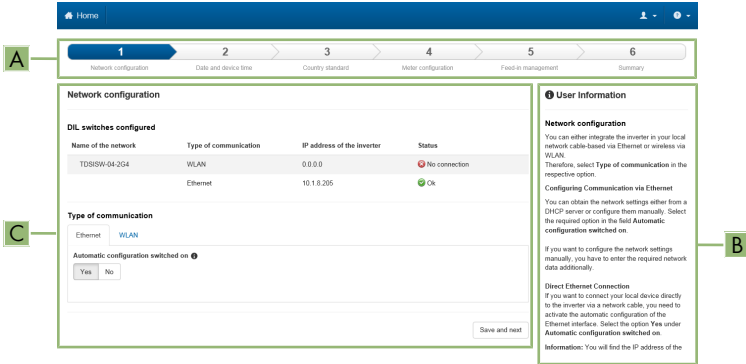 Home
1 2 3 4 5 6
Network configuration Date and device time Country standard Meter configuration Feed-in management Summary
A
Network configuration
DIL switches configured
Name of the network Type of communication IP address of the inverter Status
TDSISW-04-2G4 WLAN 0.0.0.0 No connection
Ethernet 10.1.8.205 Ok
Type of communication
Ethernet WLAN
Automatic configuration switched on
Yes No
Save and next
C
User Information
Network configuration
You can either integrate the inverter in your local
network cable-based via Ethernet or wireless via
WLAN.
Therefore, select Type of communication in the
respective option.
Configuring Communication via Ethernet
You can obtain the network settings either from a
DHCP server or configure them manually. Select
the required option in the field Automatic
configuration switched on.
If you want to configure the network settings
manually, you have to enter the required network
data additionally.
Direct Ethernet Connection
If you want to connect your local device directly
to the inverter via a network cable, you need to
activate the automatic configuration of the
Ethernet interface. Select the option Yes under
Automatic configuration switched on.
Information: You will find the IP address of the
B